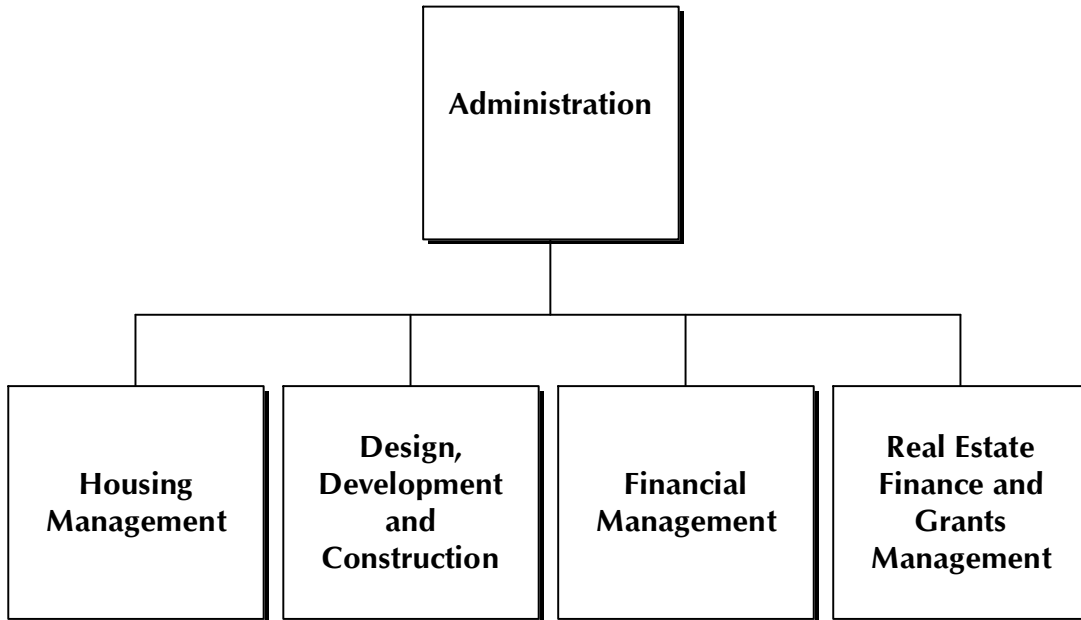 Administration
Housing
Management
Design,
Development
and
Construction
Financial
Management
Real Estate
Finance and
Grants
Management